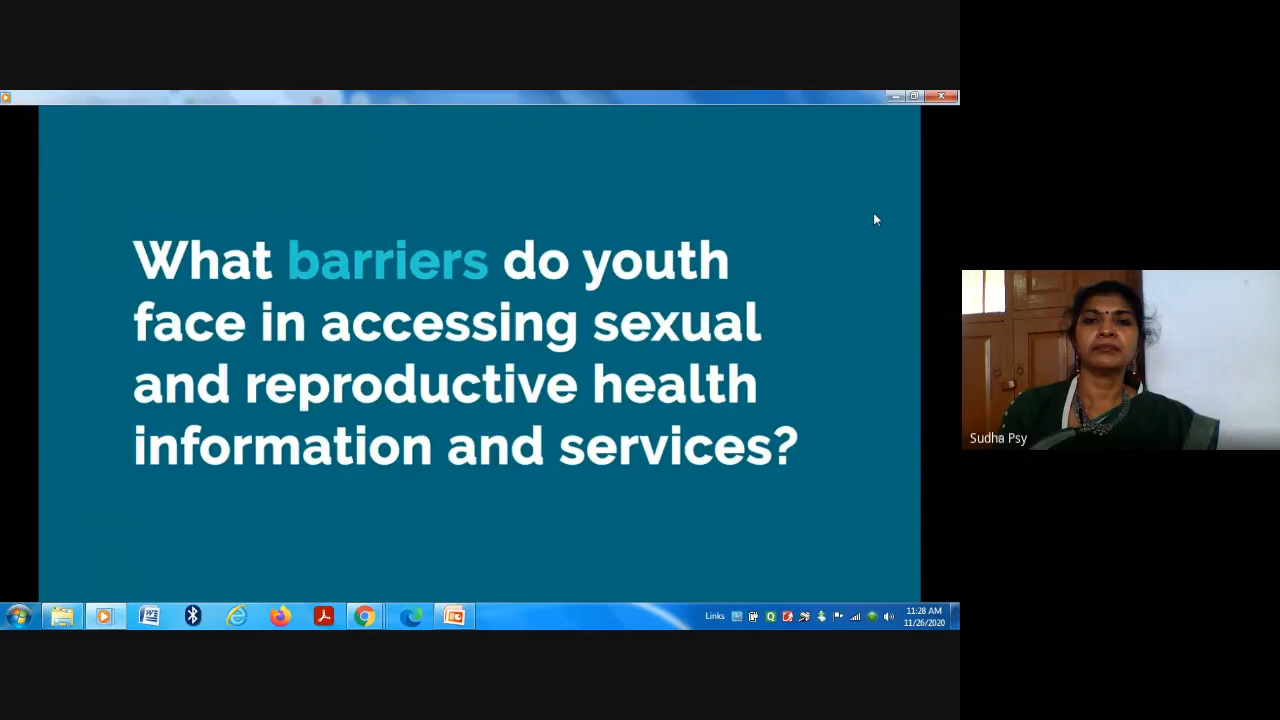 What barriers do youth
face in accessing sexual
and reproductive health
information and services?
Sudha Psy
Links
11:28 AM
11/26/2020